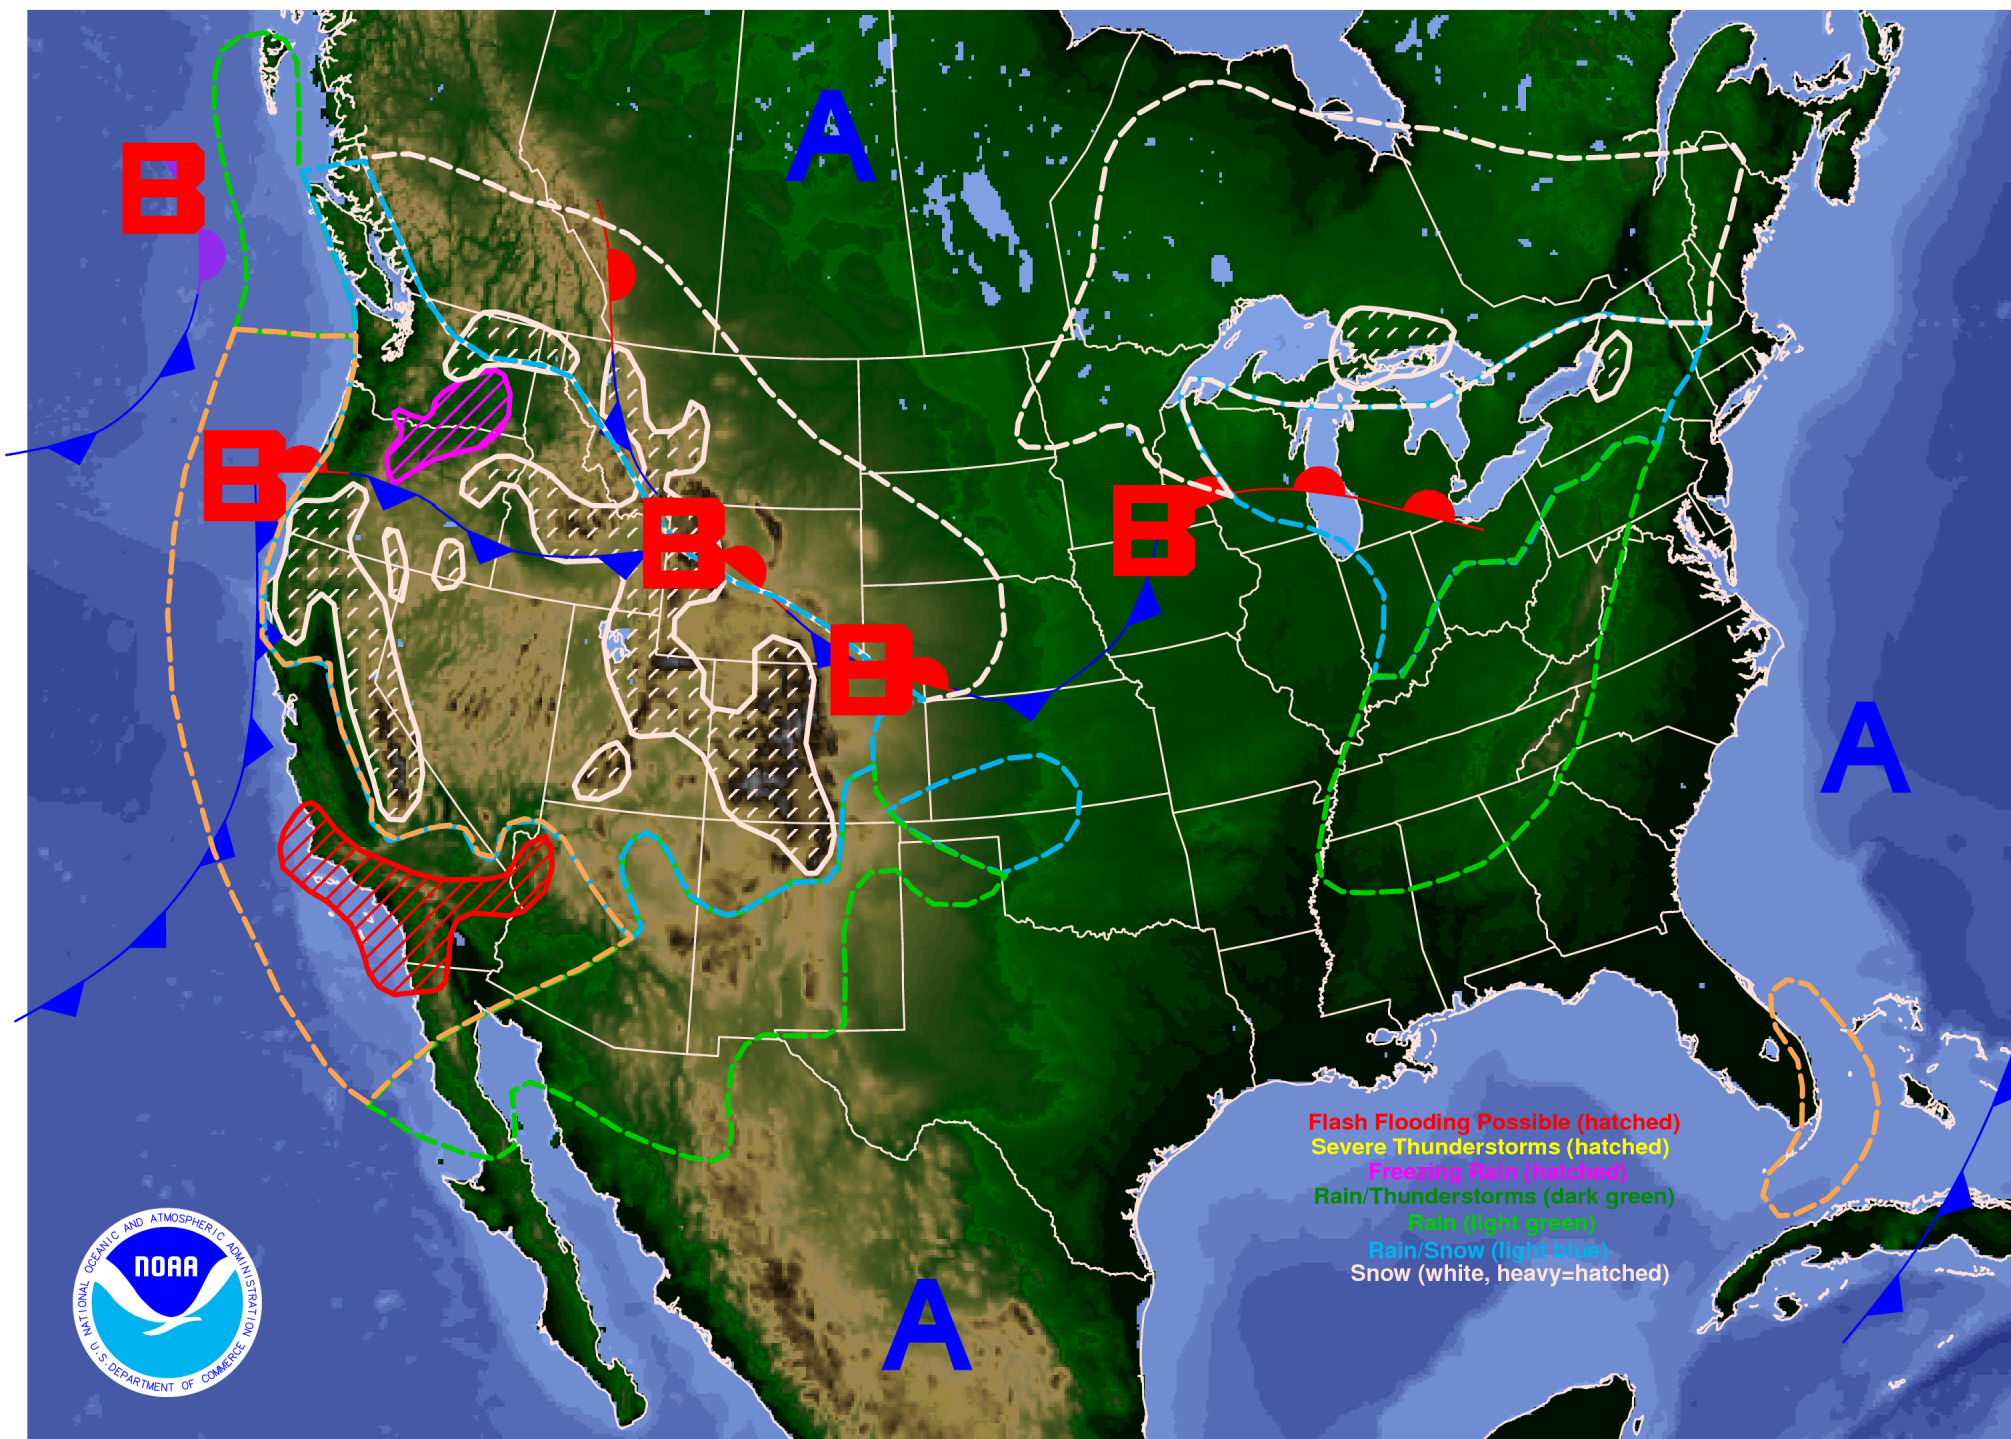 A
B
B
B
B
B
A
Flash Flooding Possible (hatched)
Severe Thunderstorms (hatched)
Freezing Rain (hatched)
Rain/Thunderstorms (dark green)
Rain (light green)
Rain/Snow (light blue)
Snow (white, heavy=hatched)
A
NATIONAL OCEANIC AND ATMOSPHERIC ADMINISTRATION
NOAA
U.S. DEPARTMENT OF COMMERCE